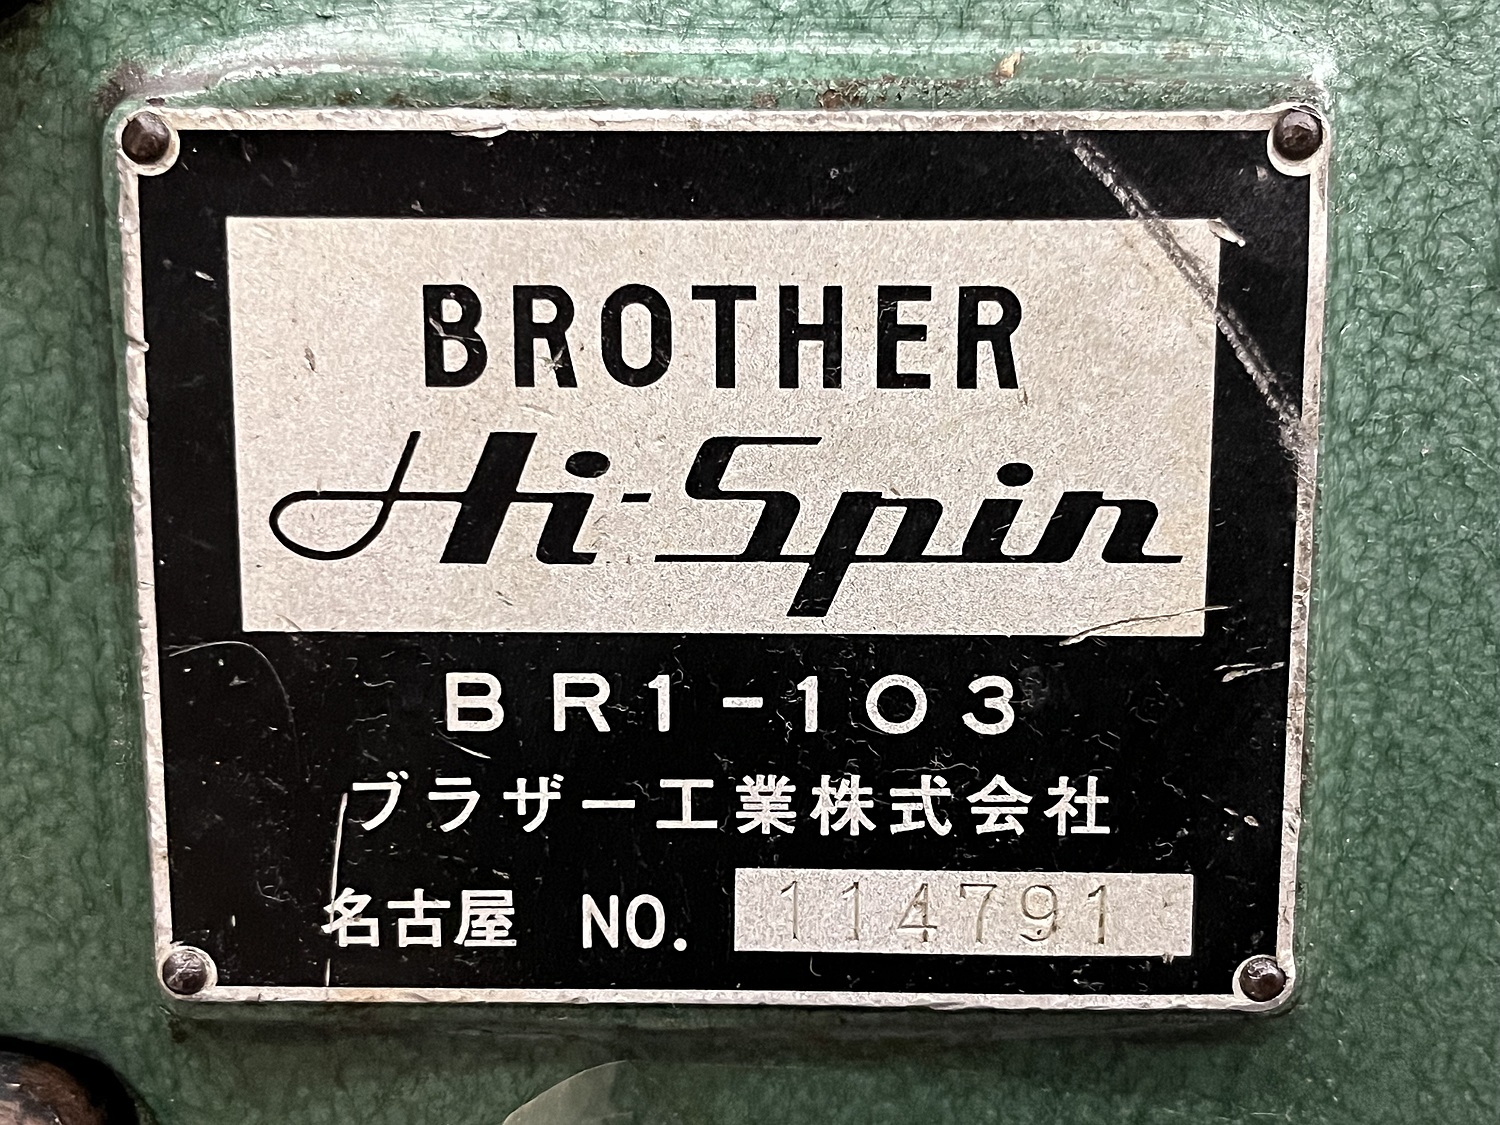 BROTHER
Hi-Spin
BR1-103
ブラザー工業株式会社
名古屋 NO. 114791